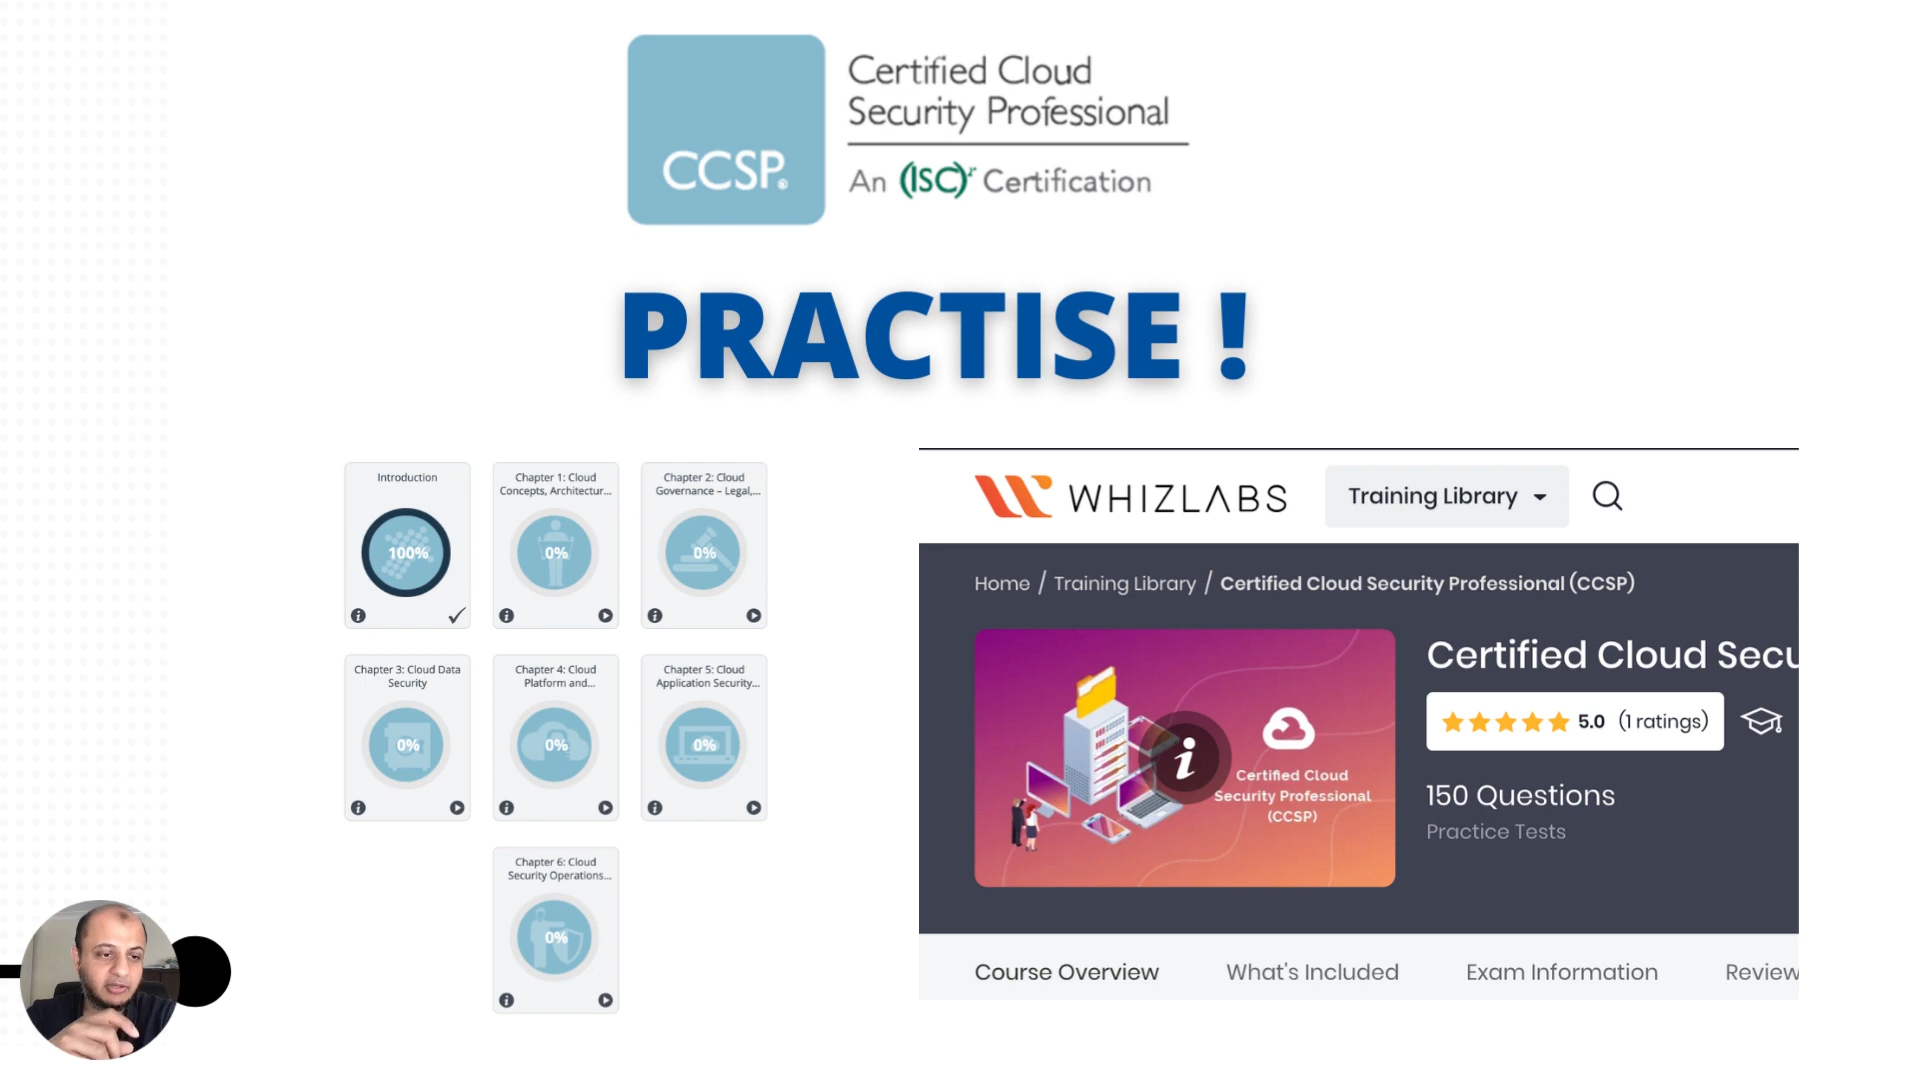 Certified Cloud
Security Professional
CCSP®
An (ISC)² Certification
PRACTISE !
Introduction
100%
Chapter 1: Cloud
Concepts, Architectur...
0%
Chapter 2: Cloud
Governance – Legal,...
0%
Chapter 3: Cloud Data
Security
0%
Chapter 4: Cloud
Platform and...
0%
Chapter 5: Cloud
Application Security...
0%
Chapter 6: Cloud
Security Operations...
0%
WHIZLABS
Training Library
Home / Training Library / Certified Cloud Security Professional (CCSP)
Certified Cloud
Security Professional
(CCSP)
Certified Cloud Secu
5.0 (1 ratings)
150 Questions
Practice Tests
Course Overview What's Included Exam Information Review